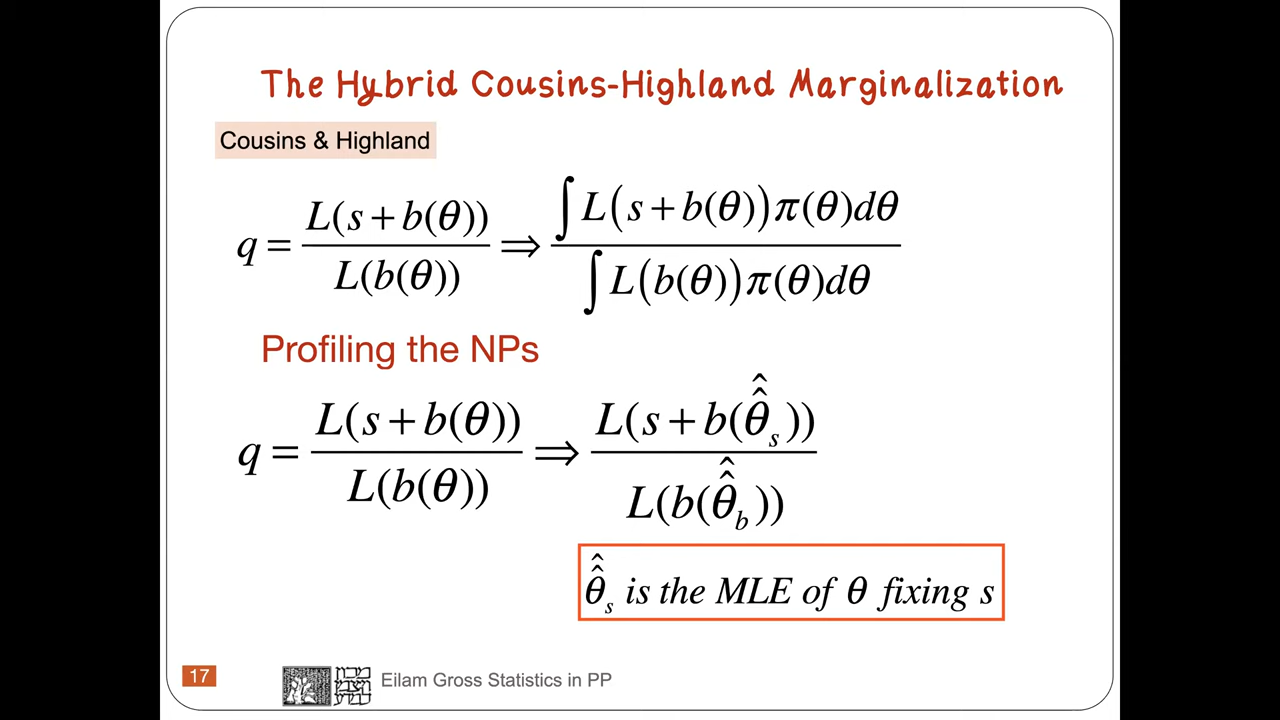 The Hybrid Cousins-Highland Marginalization
Cousins & Highland
q = L(s + b(θ)) / L(b(θ)) ⇒ ∫ L(s + b(θ)) π(θ)dθ / ∫ L(b(θ)) π(θ)dθ
Profiling the NPs
q = L(s + b(θ)) / L(b(θ)) ⇒ L(s + b(θ̂̂_s)) / L(b(θ̂̂_b))
θ̂̂_s is the MLE of θ fixing s
17
Eilam Gross Statistics in PP